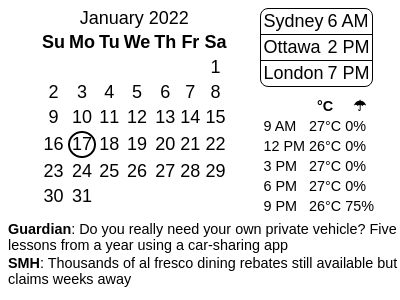 January 2022
Su Mo Tu We Th Fr Sa
1
2 3 4 5 6 7 8
9 10 11 12 13 14 15
16 17 18 19 20 21 22
23 24 25 26 27 28 29
30 31
Sydney 6 AM
Ottawa 2 PM
London 7 PM
°C ☂
9 AM 27°C 0%
12 PM 26°C 0%
3 PM 27°C 0%
6 PM 27°C 0%
9 PM 26°C 75%
Guardian: Do you really need your own private vehicle? Five
lessons from a year using a car-sharing app
SMH: Thousands of al fresco dining rebates still available but
claims weeks away